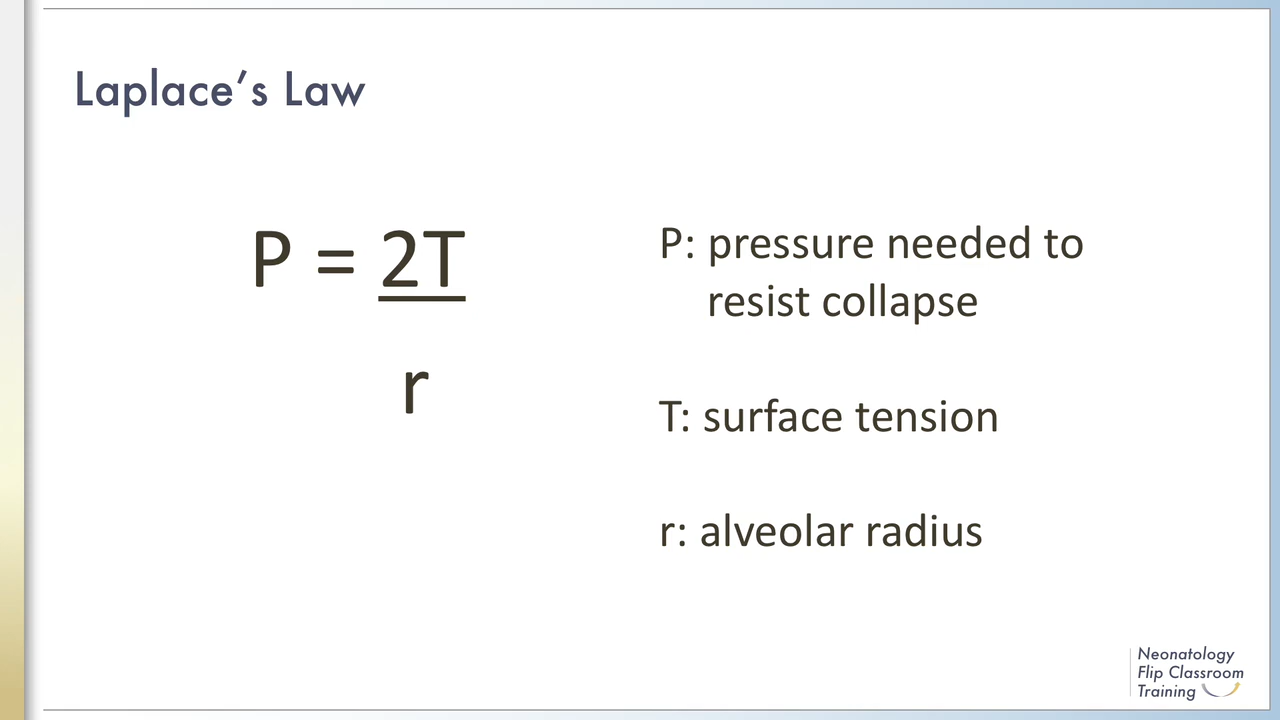 Laplace’s Law
P = 2T
r
P: pressure needed to
resist collapse
T: surface tension
r: alveolar radius
Neonatology
Flip Classroom
Training